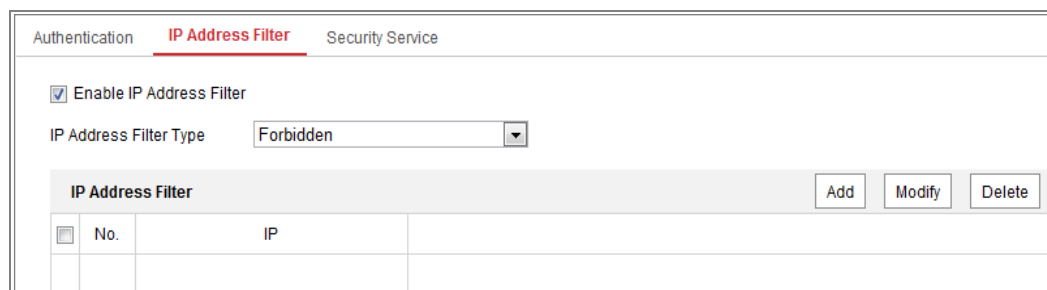 Authentication IP Address Filter Security Service
Enable IP Address Filter
IP Address Filter Type Forbidden
IP Address Filter Add Modify Delete
No. IP